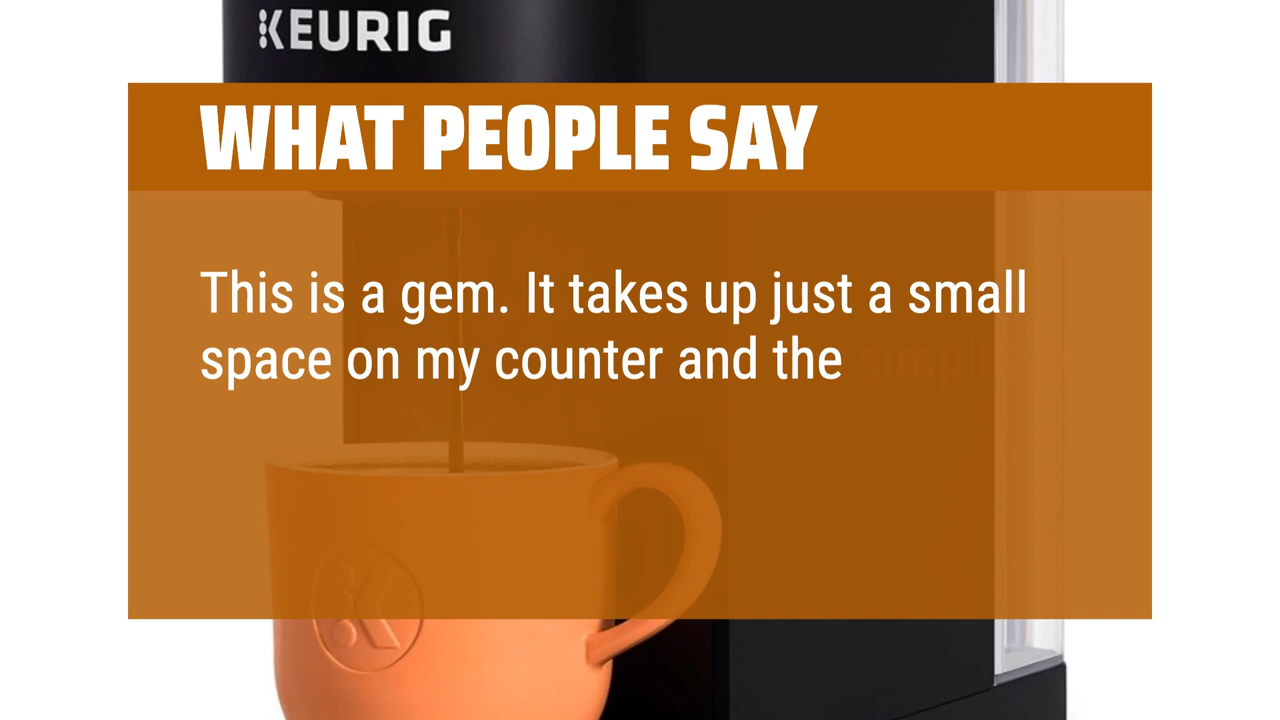 KEURIG
WHAT PEOPLE SAY
This is a gem. It takes up just a small
space on my counter and the